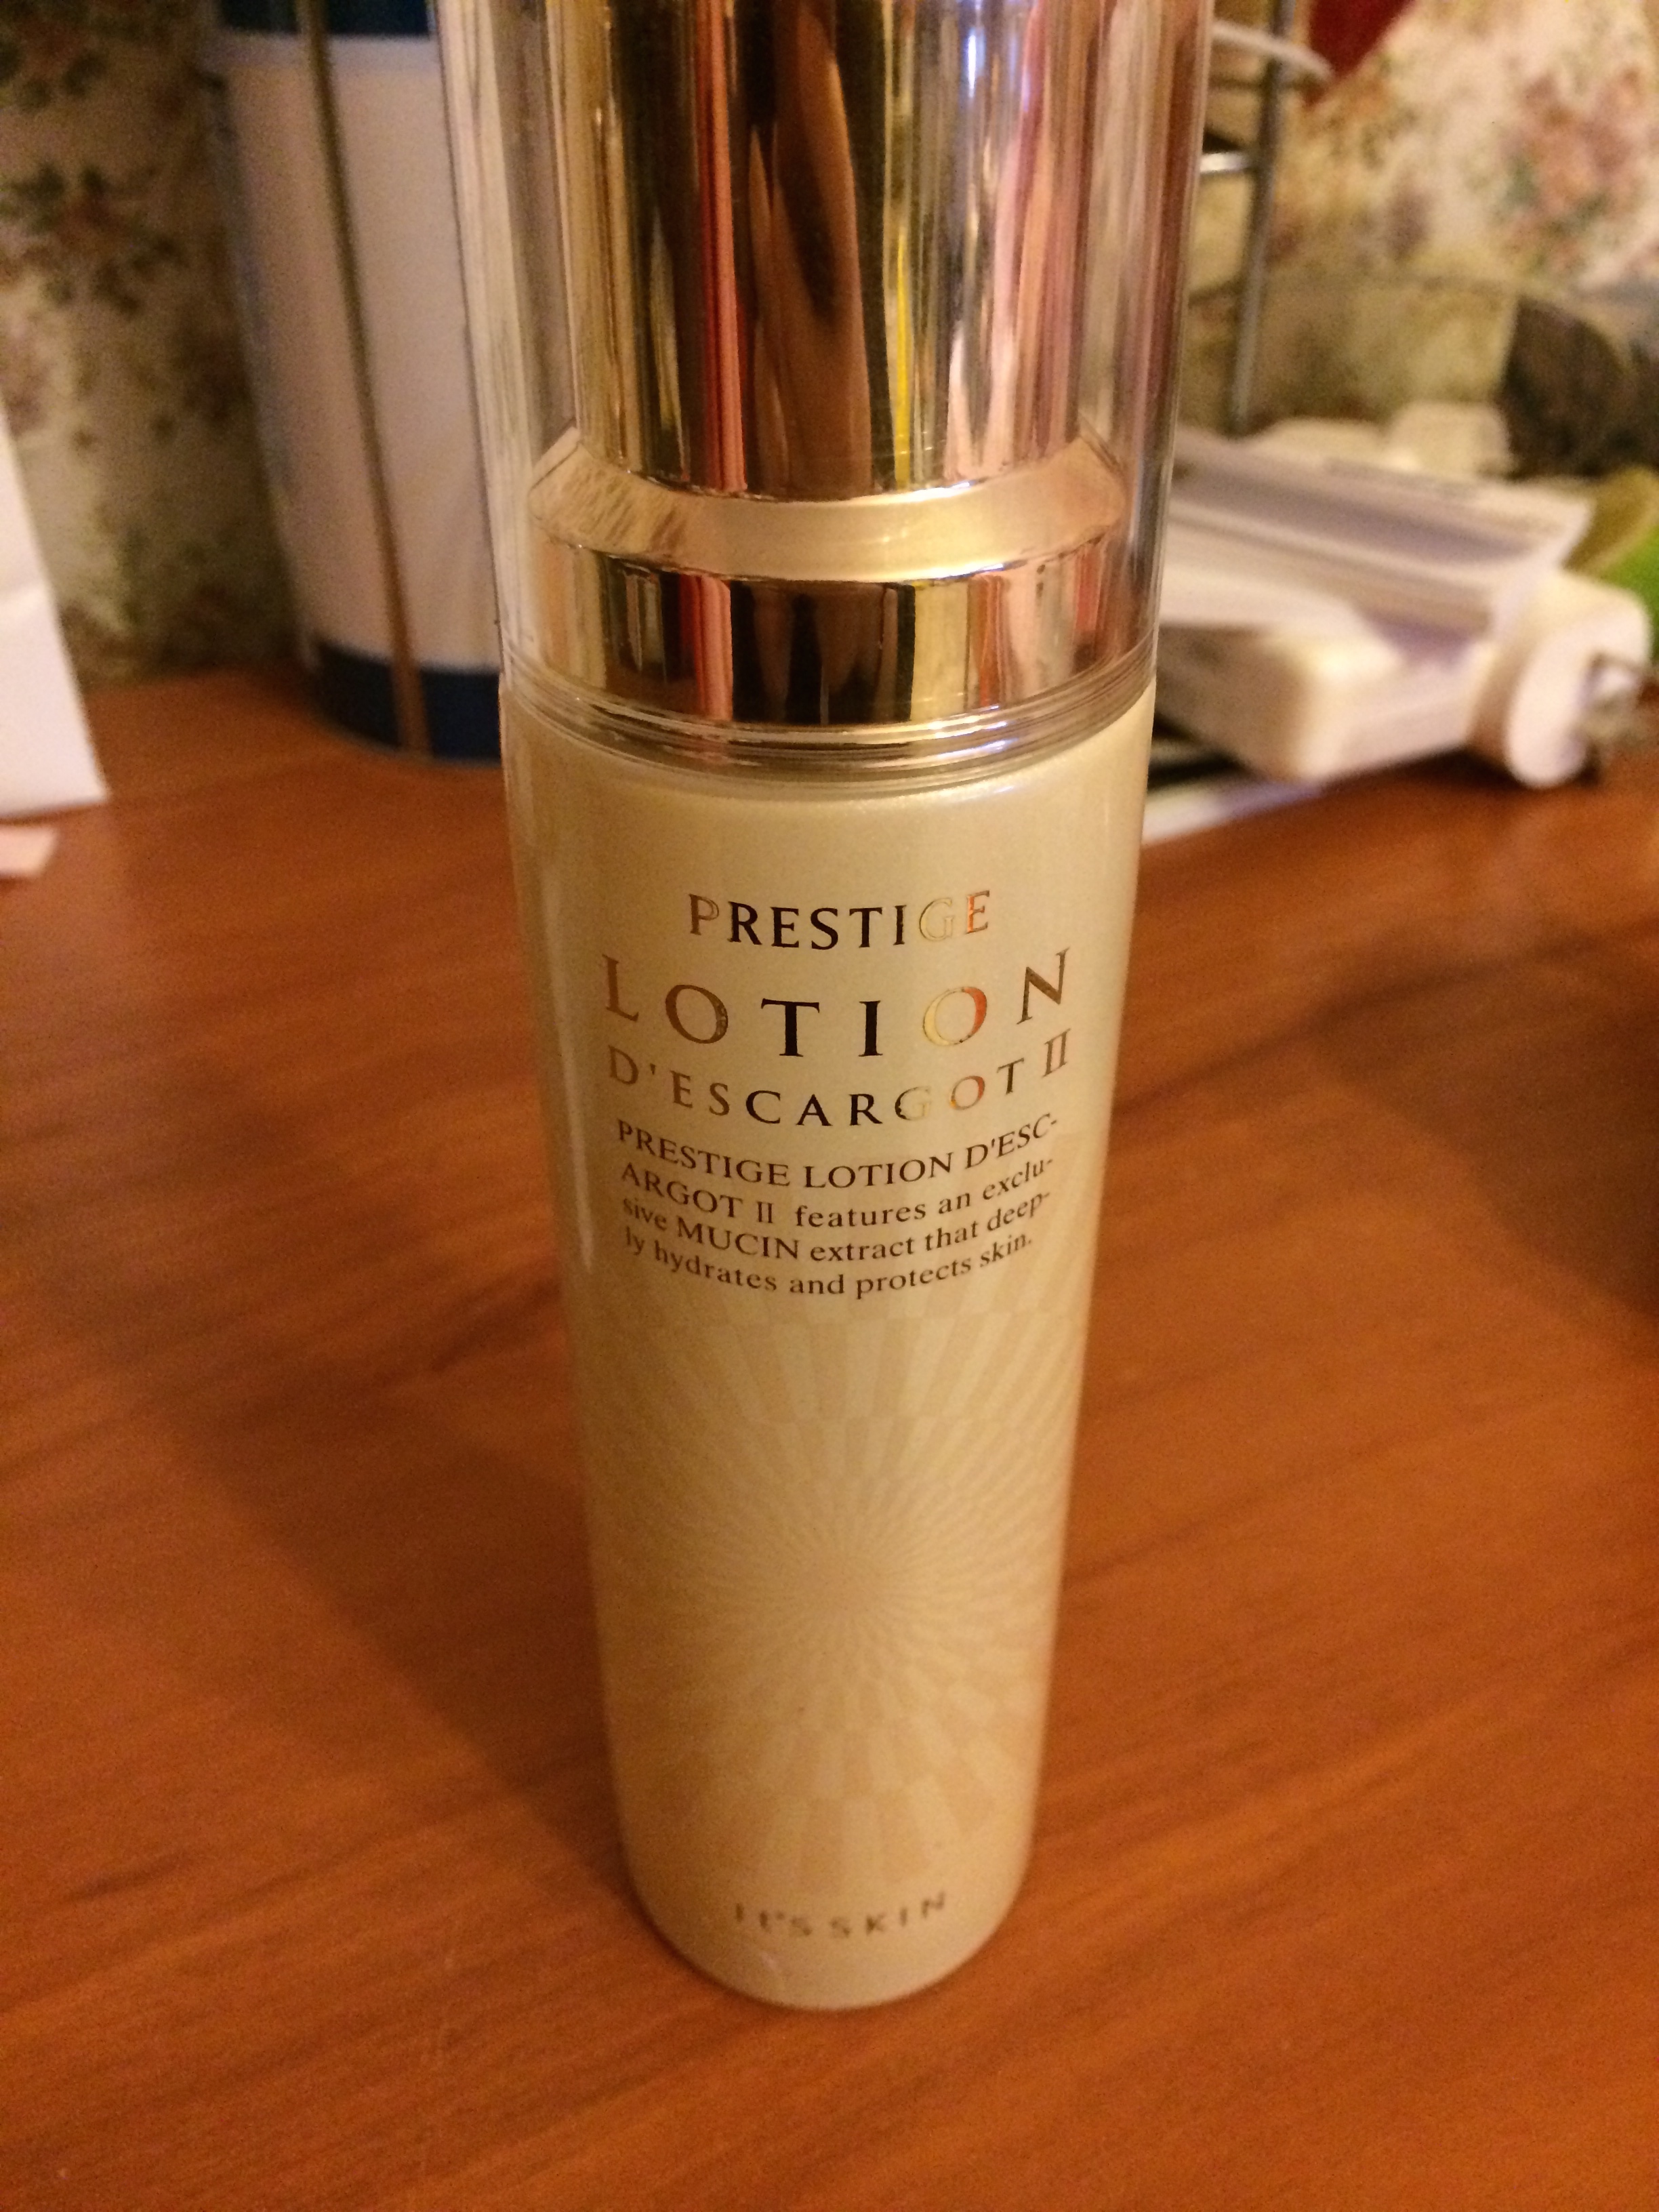 PRESTIGE
LOTION
D'ESCARGOT II
PRESTIGE LOTION D'ESC-
ARGOT II features an exclu-
sive MUCIN extract that deep-
ly hydrates and protects skin.
It'S SKIN